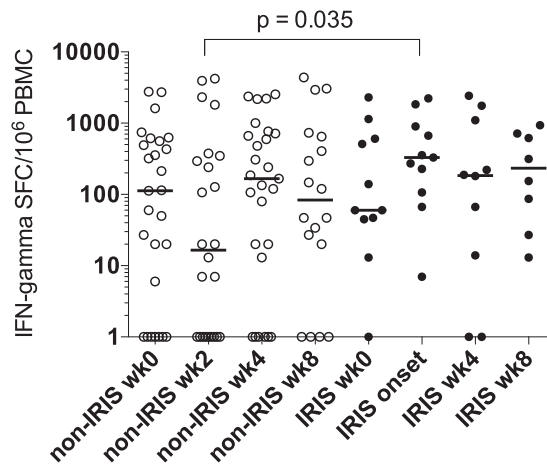 p = 0.035
IFN-gamma SFC/10⁶ PBMC
10000
1000
100
10
1
non-IRIS wk0
non-IRIS wk2
non-IRIS wk4
non-IRIS wk8
IRIS wk0
IRIS onset
IRIS wk4
IRIS wk8